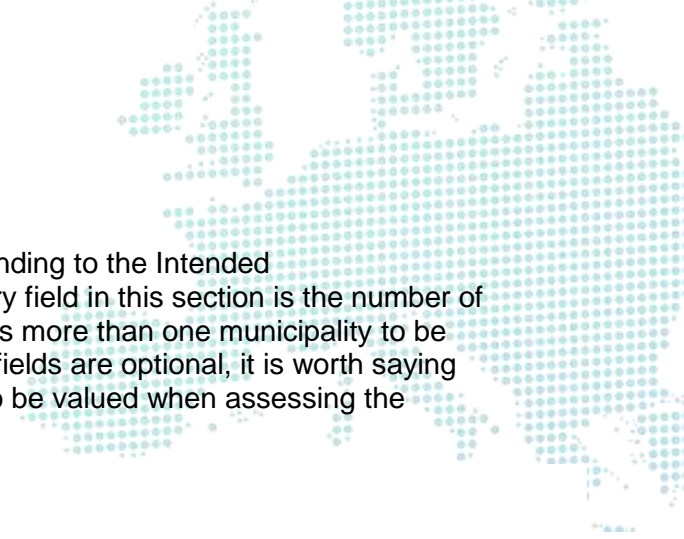 nding to the Intended
ry field in this section is the number of
s more than one municipality to be
fields are optional, it is worth saying
o be valued when assessing the